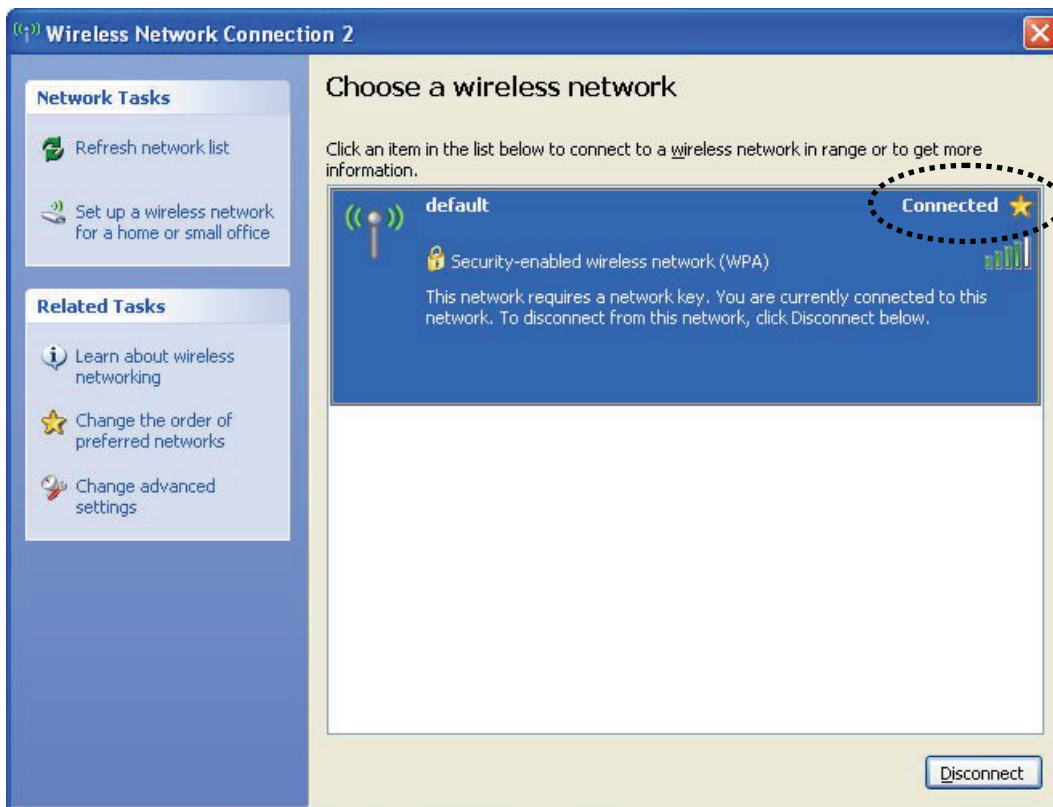 Wireless Network Connection 2
Network Tasks
Refresh network list
Set up a wireless network
for a home or small office
Related Tasks
Learn about wireless
networking
Change the order of
preferred networks
Change advanced
settings
Choose a wireless network
Click an item in the list below to connect to a wireless network in range or to get more
information.
default
Connected
Security-enabled wireless network (WPA)
This network requires a network key. You are currently connected to this
network. To disconnect from this network, click Disconnect below.
Disconnect